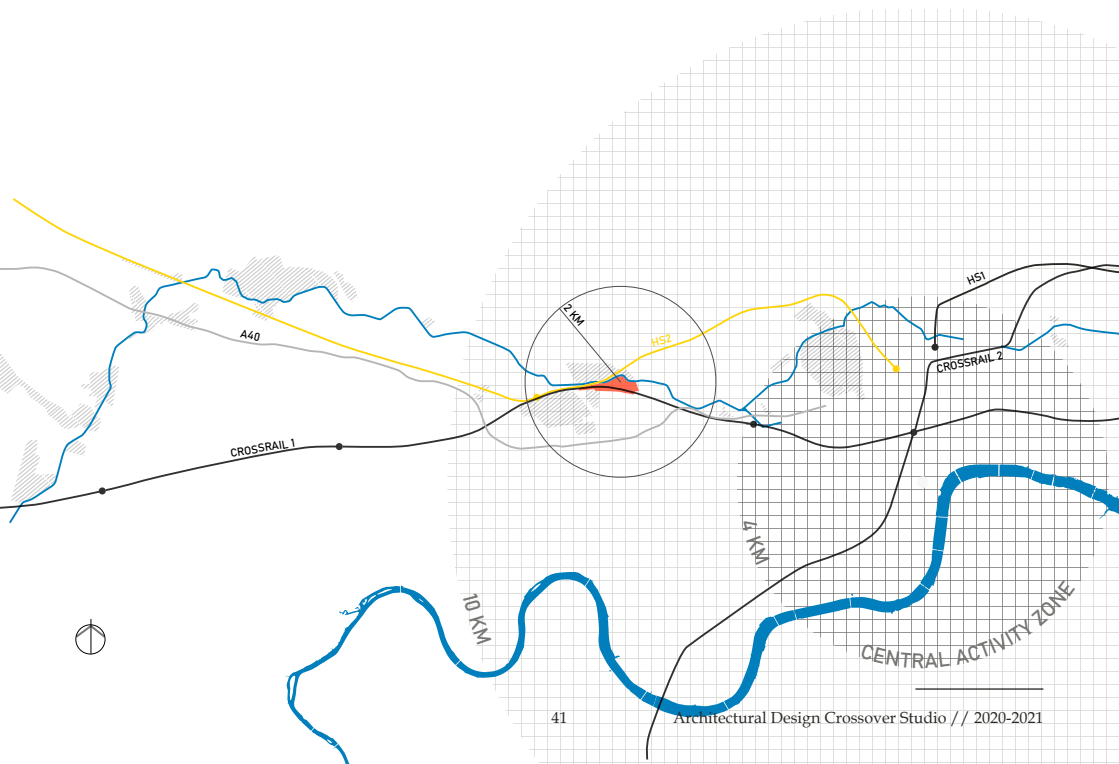 HS1
2 KM
A40
HS2
CROSSRAIL 2
CROSSRAIL 1
4 KM
10 KM
CENTRAL ACTIVITY ZONE
41
Architectural Design Crossover Studio // 2020-2021